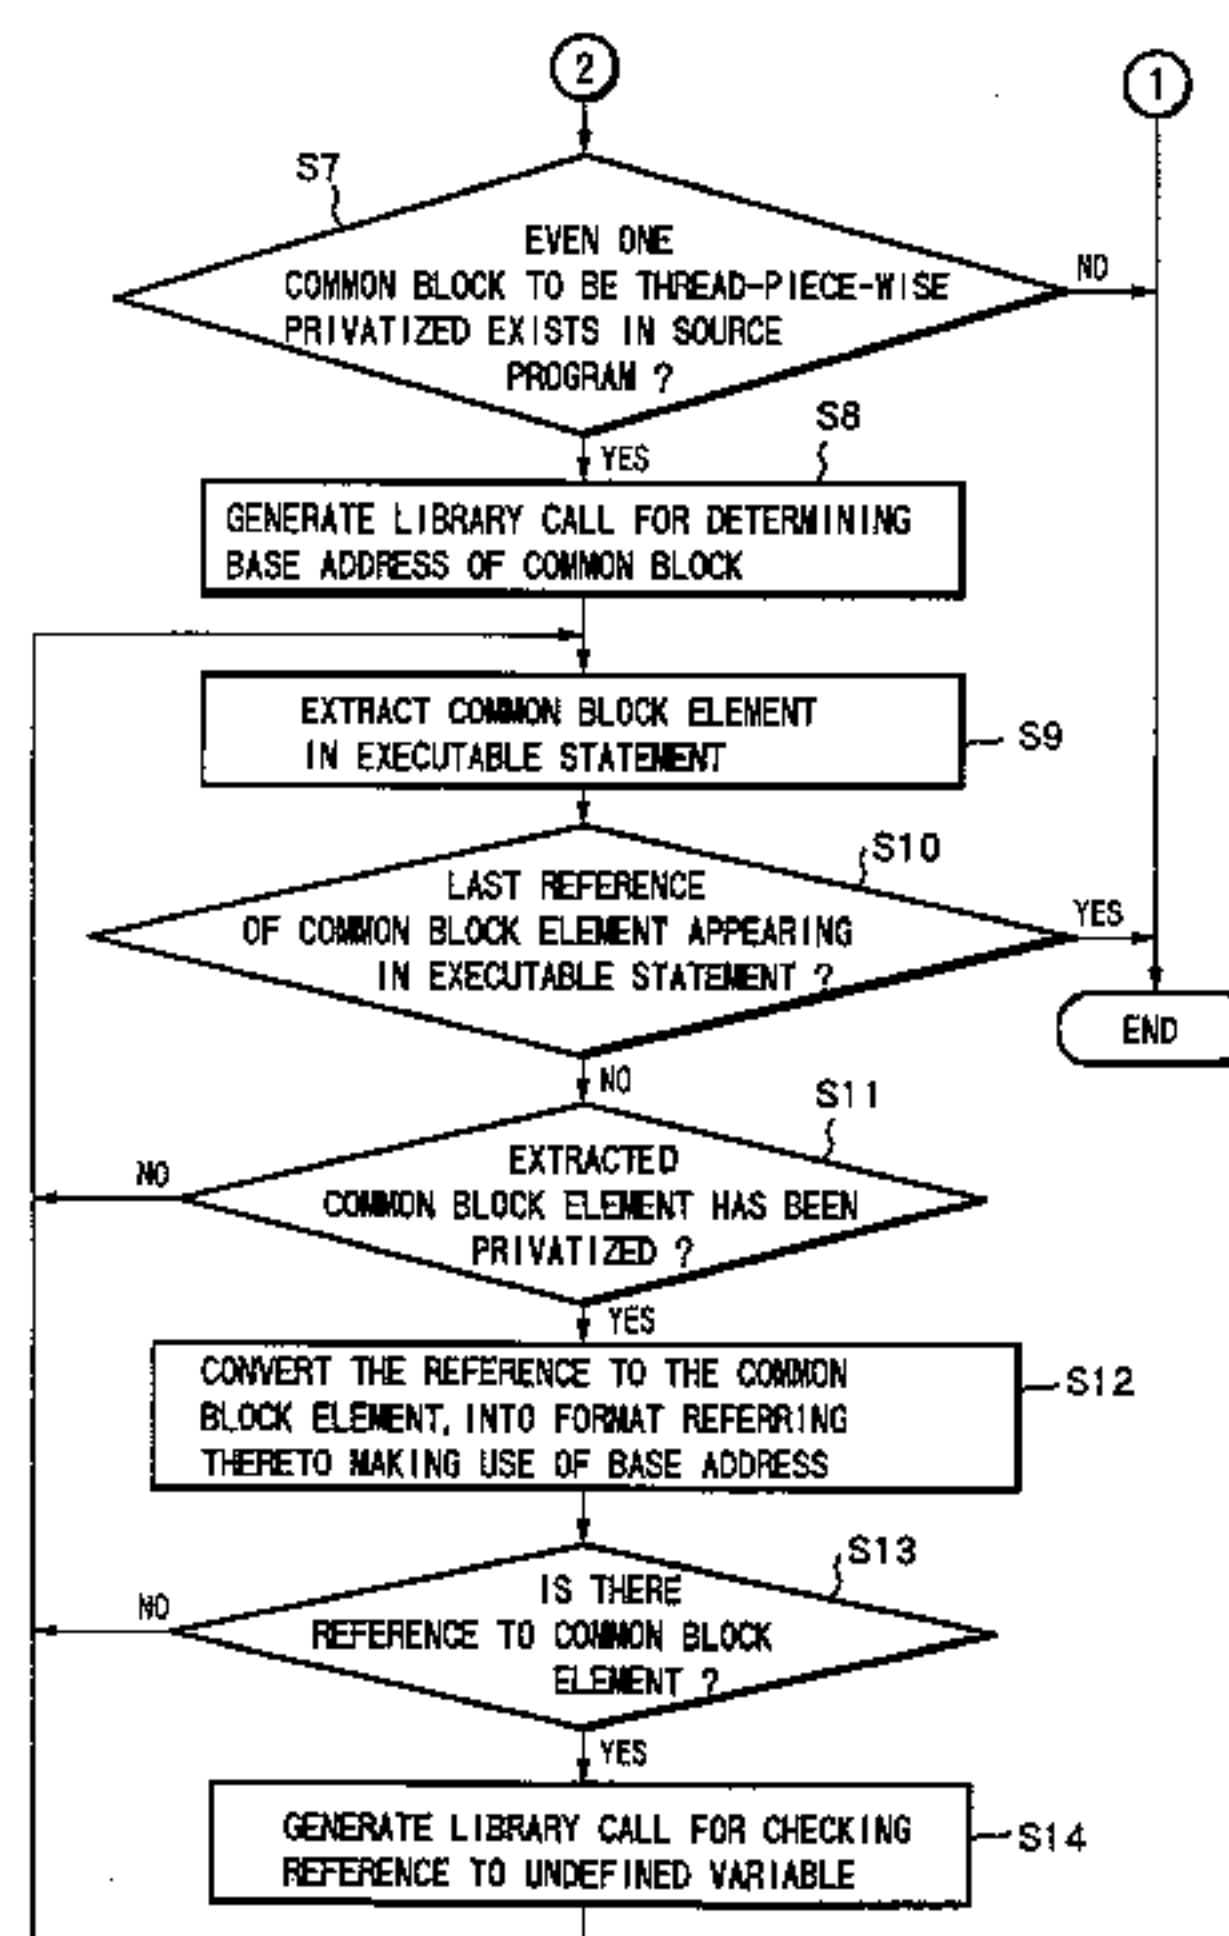 2
1
S7
EVEN ONE
COMMON BLOCK TO BE THREAD-PIECE-WISE
PRIVATIZED EXISTS IN SOURCE
PROGRAM ?
NO
YES
S8
GENERATE LIBRARY CALL FOR DETERMINING
BASE ADDRESS OF COMMON BLOCK
EXTRACT COMMON BLOCK ELEMENT
IN EXECUTABLE STATEMENT
S9
S10
LAST REFERENCE
OF COMMON BLOCK ELEMENT APPEARING
IN EXECUTABLE STATEMENT ?
YES
END
NO
S11
EXTRACTED
COMMON BLOCK ELEMENT HAS BEEN
PRIVATIZED ?
NO
YES
CONVERT THE REFERENCE TO THE COMMON
BLOCK ELEMENT, INTO FORMAT REFERRING
THERETO MAKING USE OF BASE ADDRESS
S12
S13
IS THERE
REFERENCE TO COMMON BLOCK
ELEMENT ?
NO
YES
GENERATE LIBRARY CALL FOR CHECKING
REFERENCE TO UNDEFINED VARIABLE
S14